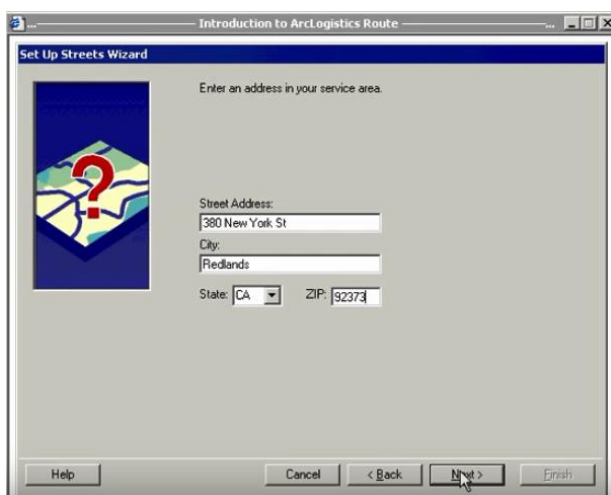 Introduction to ArcLogistics Route
Set Up Streets Wizard
Enter an address in your service area.
Street Address:
380 New York St
City:
Redlands
State: CA ZIP: 92373
Help Cancel < Back Next > Finish